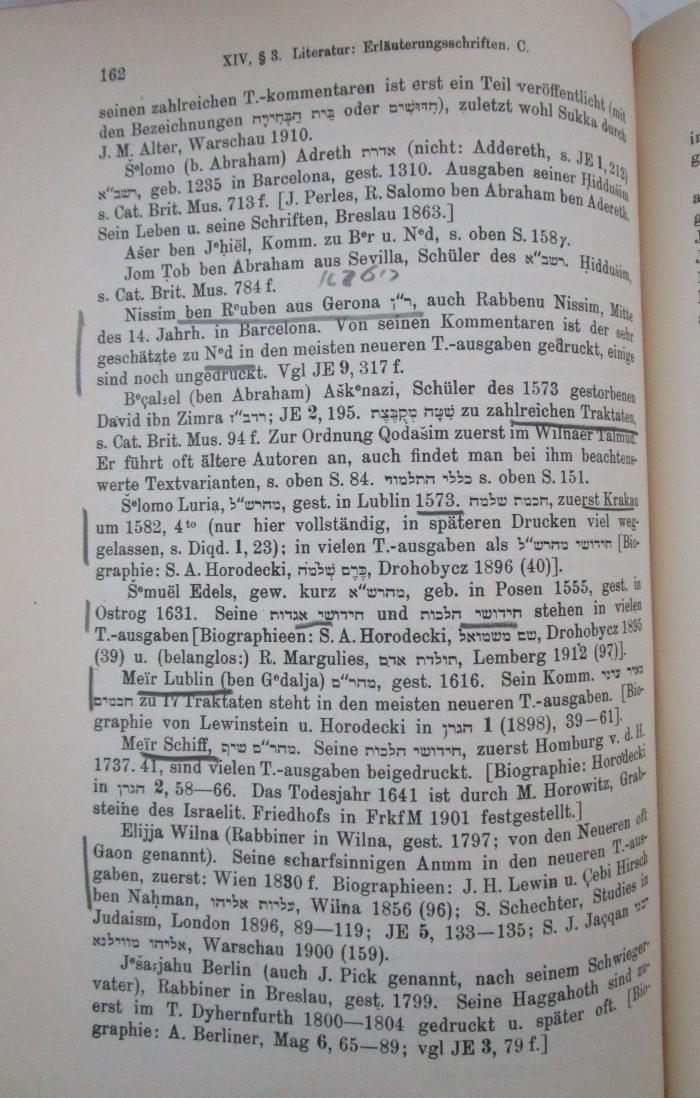 162
XIV, § 3. Literatur: Erläuterungsschriften. C.
seinen zahlreichen T.-kommentaren ist erst ein Teil veröffentlicht (mit
den Bezeichnungen בֵּית הַבְּחִירָה oder חִדּוּשִׁים), zuletzt wohl Sukka durch
J. M. Alter, Warschau 1910.
Šᵉlomo (b. Abraham) Adreth אדרת (nicht: Addereth, s. JE 1, 212)
רשב״א, geb. 1235 in Barcelona, gest. 1310. Ausgaben seiner Ḥiddušim
s. Cat. Brit. Mus. 713 f. [J. Perles, R. Salomo ben Abraham ben Adereth.
Sein Leben u. seine Schriften, Breslau 1863.]
Ašer ben Jᵉḥiël, Komm. zu Bᵉr u. Nᵉd, s. oben S. 158γ.
Jom Ṭob ben Abraham aus Sevilla, Schüler des רשב״א. Ḥiddušim,
s. Cat. Brit. Mus. 784 f. ריטב״א
Nissim ben Rᵉuben aus Gerona ר״ן, auch Rabbenu Nissim, Mitte
des 14. Jahrh. in Barcelona. Von seinen Kommentaren ist der sehr
geschätzte zu Nᵉd in den meisten neueren T.-ausgaben gedruckt, einige
sind noch ungedruckt. Vgl JE 9, 317 f.
Bᵉçalʾel (ben Abraham) Aškᵉnazi, Schüler des 1573 gestorbenen
David ibn Zimra רדב״ז; JE 2, 195. שִׁטָּה מְקֻבֶּצֶת zu zahlreichen Traktaten,
s. Cat. Brit. Mus. 94 f. Zur Ordnung Qodašim zuerst im Wilnaer Talmud.
Er führt oft ältere Autoren an, auch findet man bei ihm beachtens-
werte Textvarianten, s. oben S. 84. כללי התלמוד s. oben S. 151.
Šᵉlomo Luria, מהרש״ל, gest. in Lublin 1573. חכמת שלמה, zuerst Krakau
um 1582, 4ᵗᵒ (nur hier vollständig, in späteren Drucken viel weg-
gelassen, s. Diqd. 1, 23); in vielen T.-ausgaben als חידושי מהרש״ל [Bio-
graphie: S. A. Horodecki, כֶּרֶם שְׁלֹמֹה, Drohobycz 1896 (40)].
Šᵉmuël Edels, gew. kurz מהרש״א, geb. in Posen 1555, gest. in
Ostrog 1631. Seine חידושי אגדות und חידושי הלכות stehen in vielen
T.-ausgaben [Biographieen: S. A. Horodecki, שם משמואל, Drohobycz 1895
(39) u. (belanglos:) R. Margulies, תולדת אדם, Lemberg 1912 (97)].
Meïr Lublin (ben Gᵉdalja) מהר״ם, gest. 1616. Sein Komm. מאיר עיני
חכמים zu 17 Traktaten steht in den meisten neueren T.-ausgaben. [Bio-
graphie von Lewinstein u. Horodecki in הגרן 1 (1898), 39—61].
Meïr Schiff, מהר״ם שיף. Seine חידושי הלכות, zuerst Homburg v. d. H.
1737. 41, sind vielen T.-ausgaben beigedruckt. [Biographie: Horodecki
in הגרן 2, 58—66. Das Todesjahr 1641 ist durch M. Horowitz, Grab-
steine des Israelit. Friedhofs in FrkfM 1901 festgestellt.]
Elijja Wilna (Rabbiner in Wilna, gest. 1797; von den Neueren oft
Gaon genannt). Seine scharfsinnigen Anmm in den neueren T.-aus-
gaben, zuerst: Wien 1830 f. Biographieen: J. H. Lewin u. Çebi Hirsch
ben Naḥman, עליות אליהו, Wilna 1856 (96); S. Schechter, Studies in
Judaism, London 1896, 89—119; JE 5, 133—135; S. J. Jaçqan רבנו
אליהו מווילנא, Warschau 1900 (159).
Jᵉšaʿjahu Berlin (auch J. Pick genannt, nach seinem Schwieger-
vater), Rabbiner in Breslau, gest. 1799. Seine Haggahoth sind zu-
erst im T. Dyhernfurth 1800—1804 gedruckt u. später oft. [Bio-
graphie: A. Berliner, Mag 6, 65—89; vgl JE 3, 79 f.]